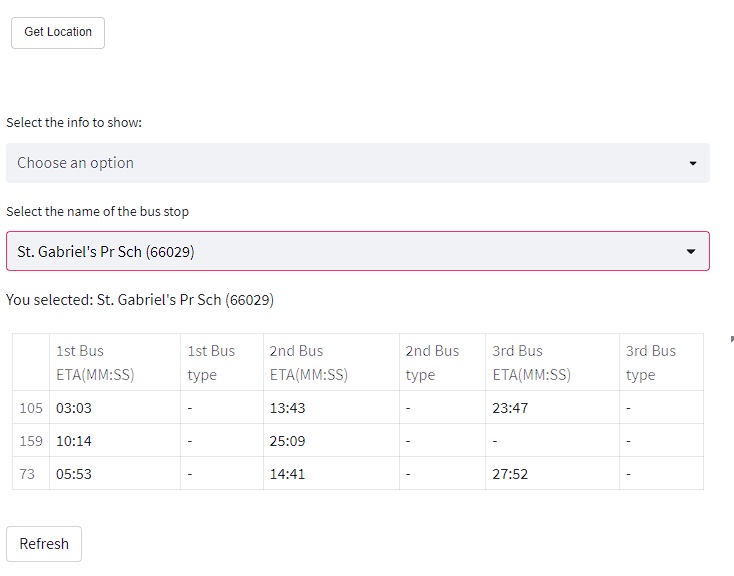 Get Location
Select the info to show:
Choose an option
Select the name of the bus stop
St. Gabriel's Pr Sch (66029)
You selected: St. Gabriel's Pr Sch (66029)
1st Bus ETA(MM:SS) 1st Bus type 2nd Bus ETA(MM:SS) 2nd Bus type 3rd Bus ETA(MM:SS) 3rd Bus type
105 03:03 - 13:43 - 23:47 -
159 10:14 - 25:09 - - -
73 05:53 - 14:41 - 27:52 -
Refresh